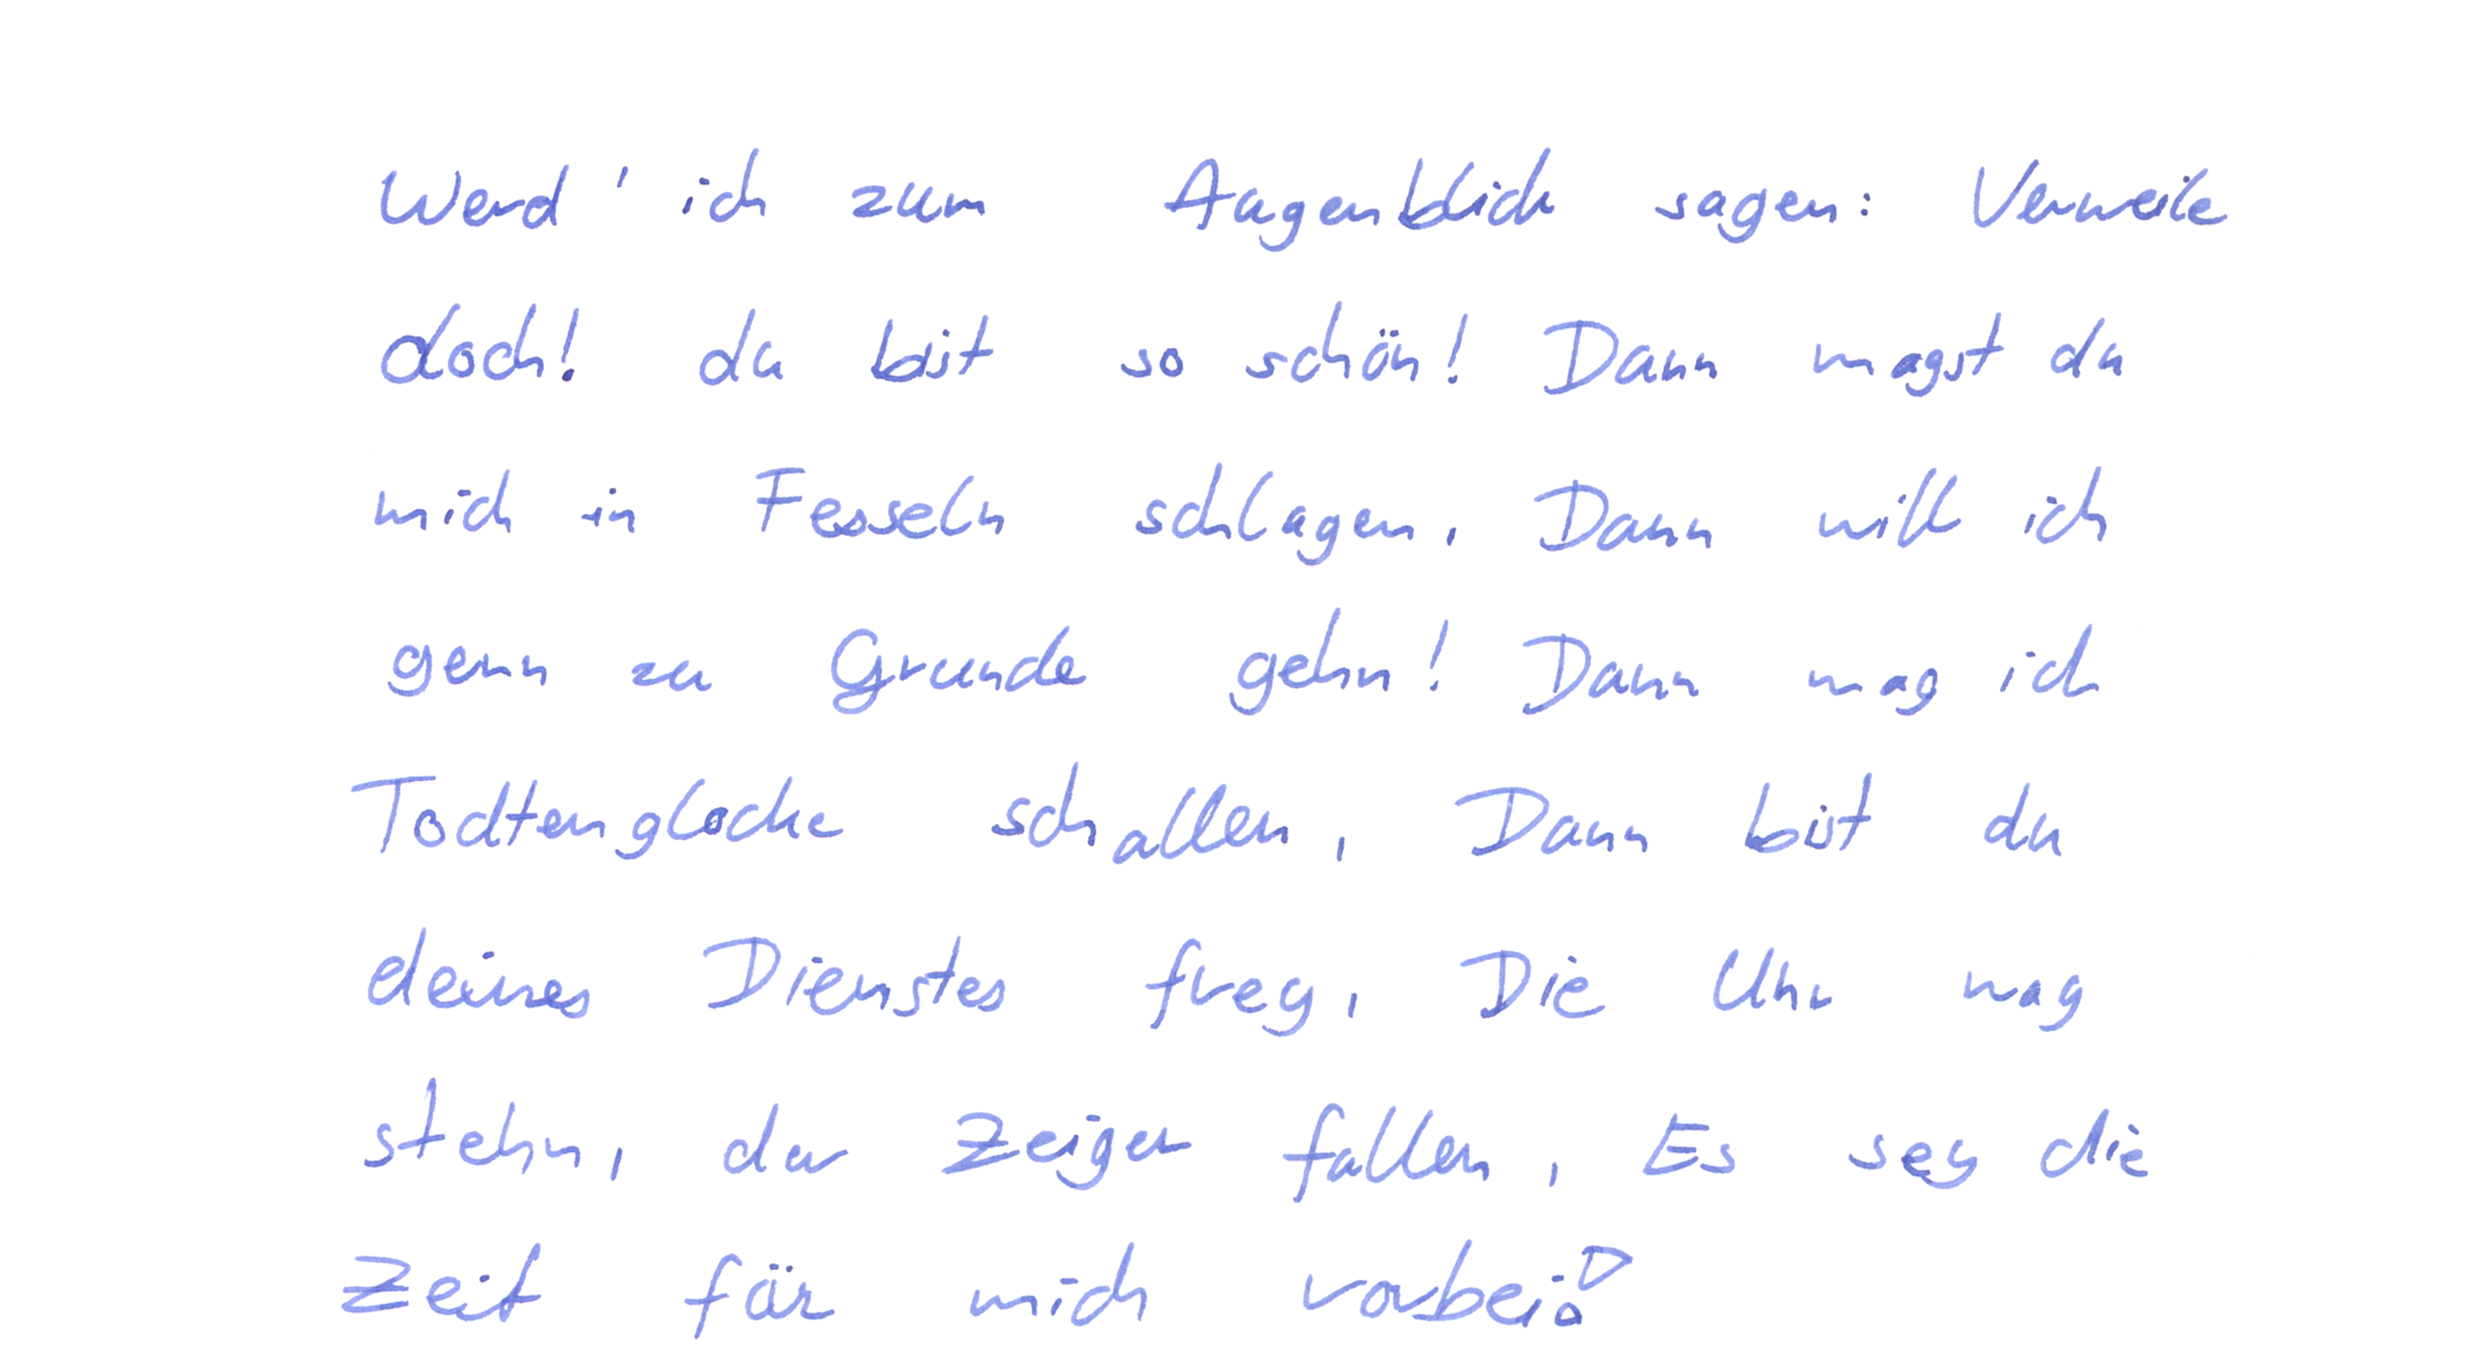 Werd' ich zum Augenblick sagen: Verweile
doch! du bist so schön! Dann magst du
mich in Fesseln schlagen, Dann will ich
gern zu Grunde gehn! Dann mag ich
Todtenglocke schallen, Dann bist du
deines Dienstes frey, Die Uhr mag
stehn, der Zeiger fallen, Es sey die
Zeit für mich vorbei!